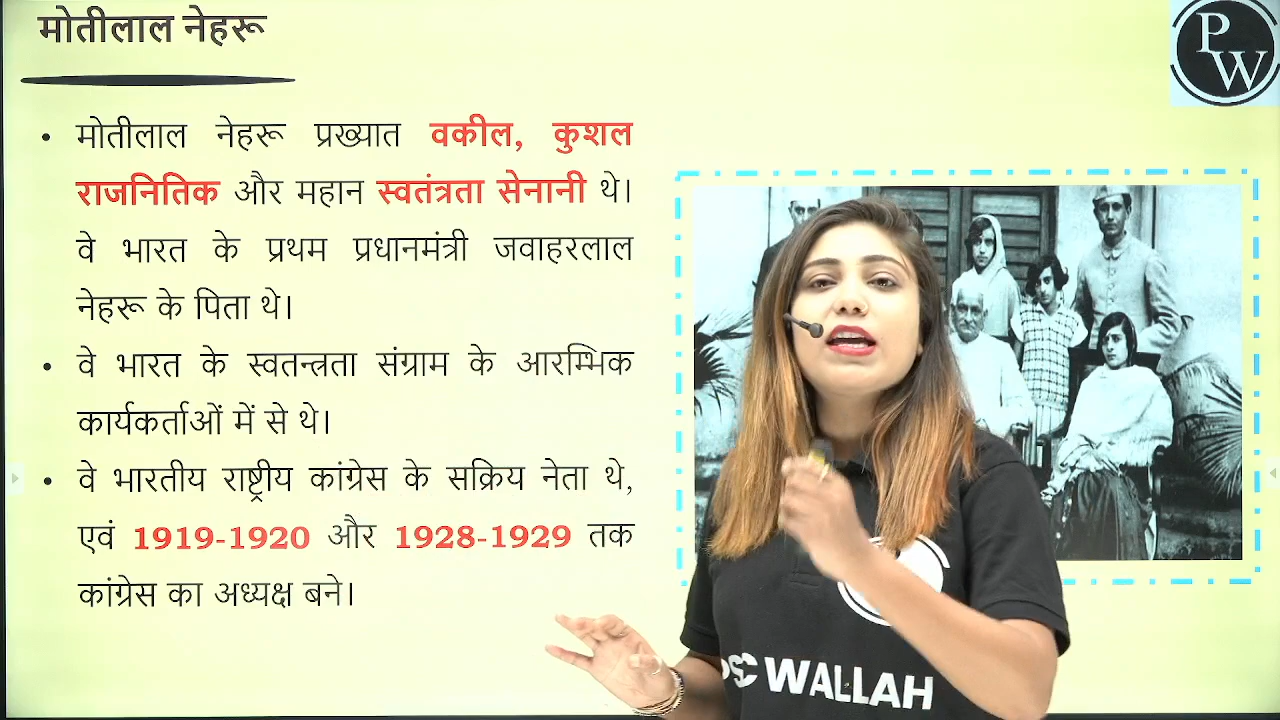 मोतीलाल नेहरू
PW
• मोतीलाल नेहरू प्रख्यात वकील, कुशल
राजनितिक और महान स्वतंत्रता सेनानी थे।
वे भारत के प्रथम प्रधानमंत्री जवाहरलाल
नेहरू के पिता थे।
• वे भारत के स्वतन्त्रता संग्राम के आरम्भिक
कार्यकर्ताओं में से थे।
• वे भारतीय राष्ट्रीय कांग्रेस के सक्रिय नेता थे,
एवं 1919-1920 और 1928-1929 तक
कांग्रेस का अध्यक्ष बने।
WALLAH